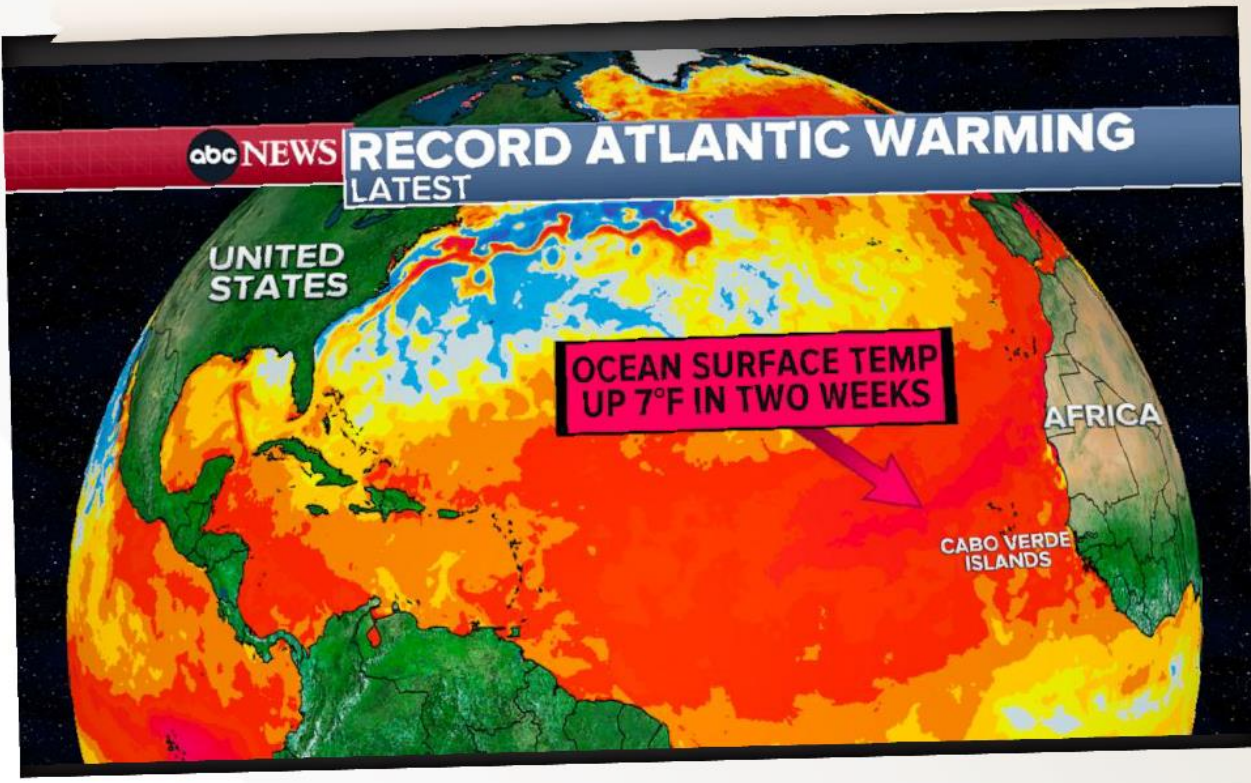 abc NEWS
RECORD ATLANTIC WARMING
LATEST
UNITED
STATES
OCEAN SURFACE TEMP
UP 7°F IN TWO WEEKS
AFRICA
CABO VERDE
ISLANDS